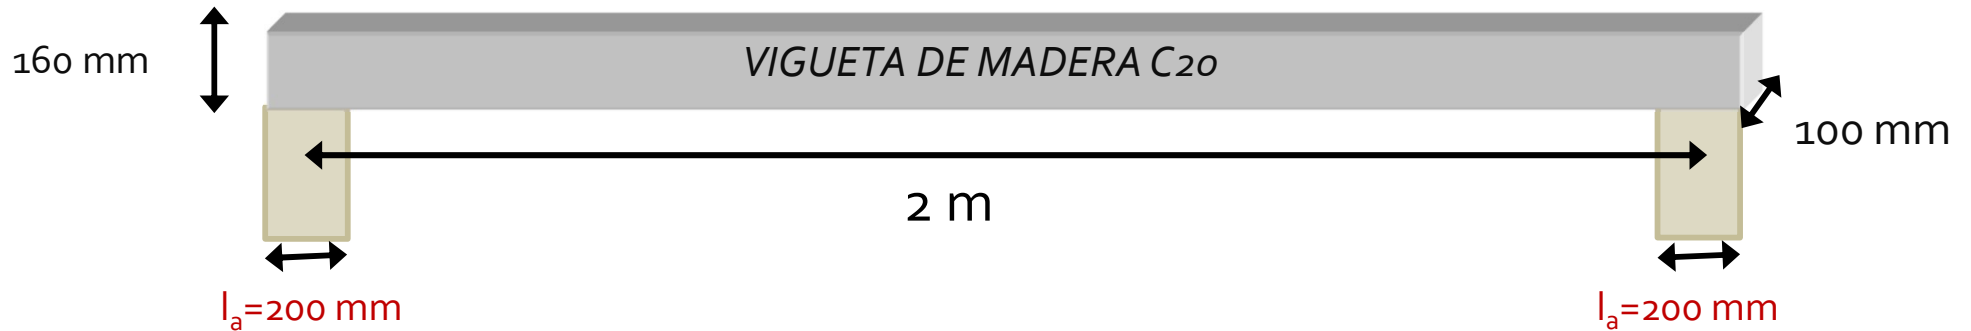 160 mm
VIGUETA DE MADERA C20
100 mm
2 m
lₐ=200 mm
lₐ=200 mm